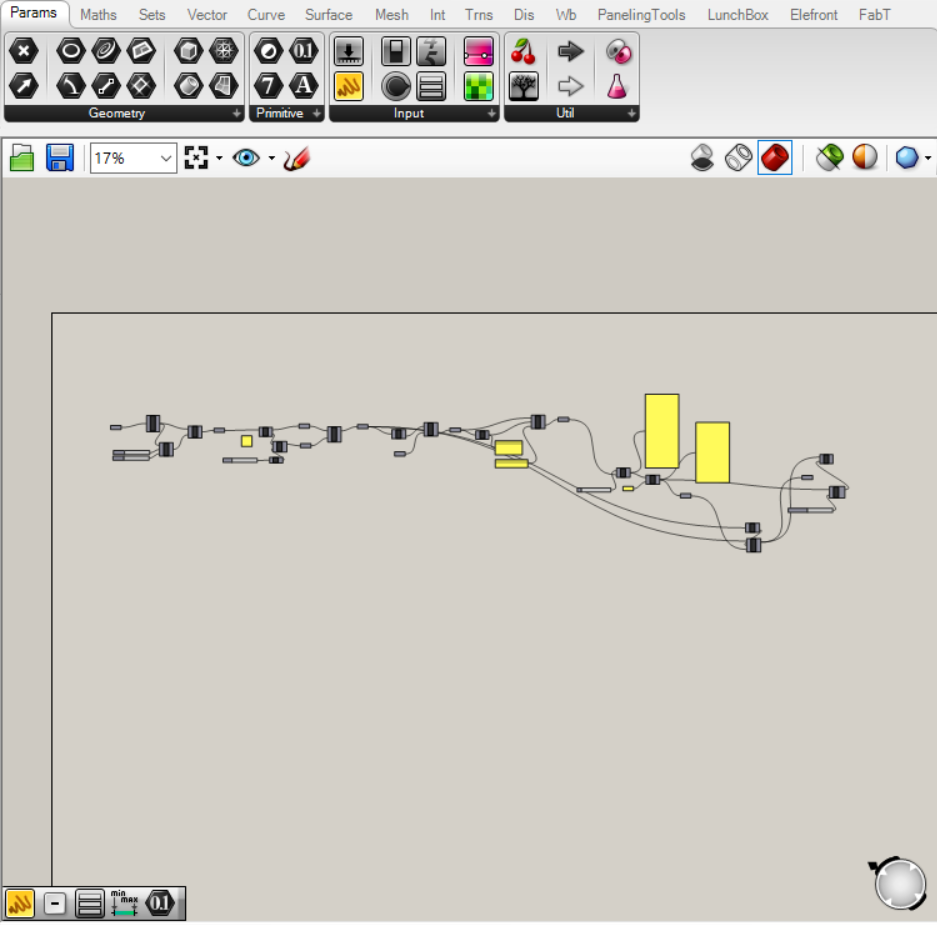 Params Maths Sets Vector Curve Surface Mesh Int Trns Dis Wb PanelingTools LunchBox Elefront FabT
0.1
7 A
Geometry Primitive Input Util
17%
min
max
0.1